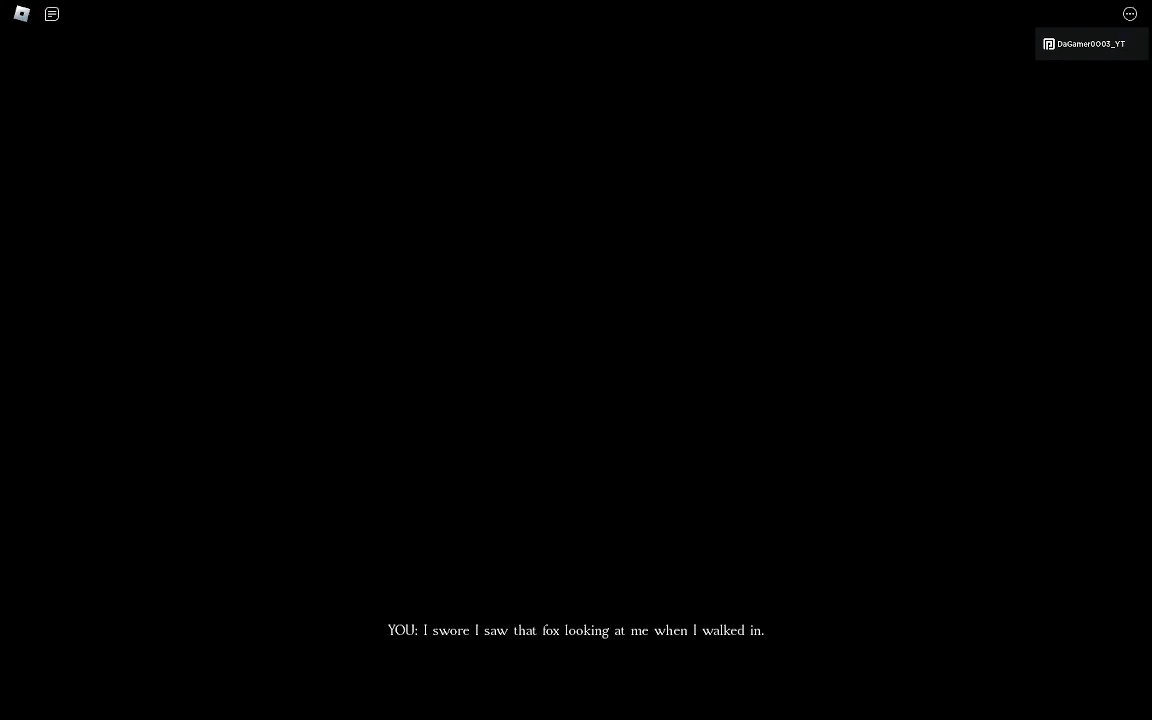 DaGamer0003_YT
YOU: I swore I saw that fox looking at me when I walked in.